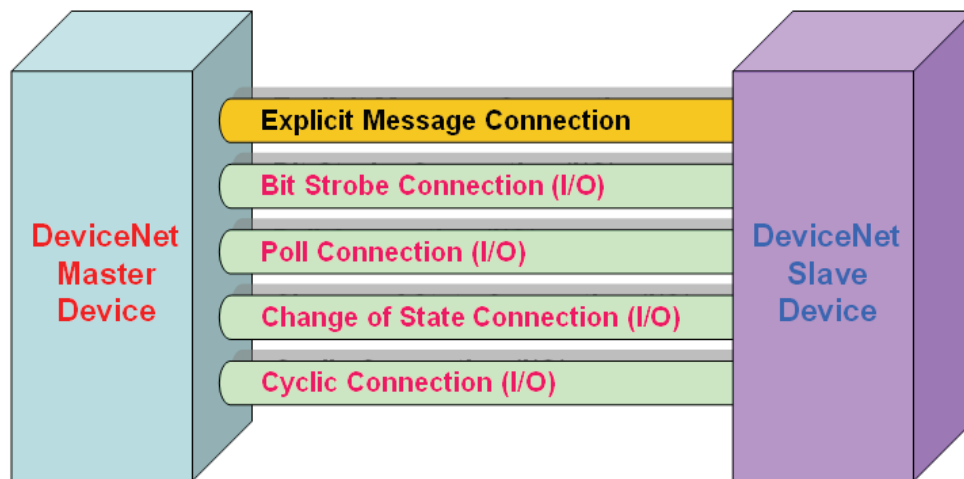 Explicit Message Connection
Bit Strobe Connection (I/O)
Poll Connection (I/O)
Change of State Connection (I/O)
Cyclic Connection (I/O)
DeviceNet
Master
Device
DeviceNet
Slave
Device